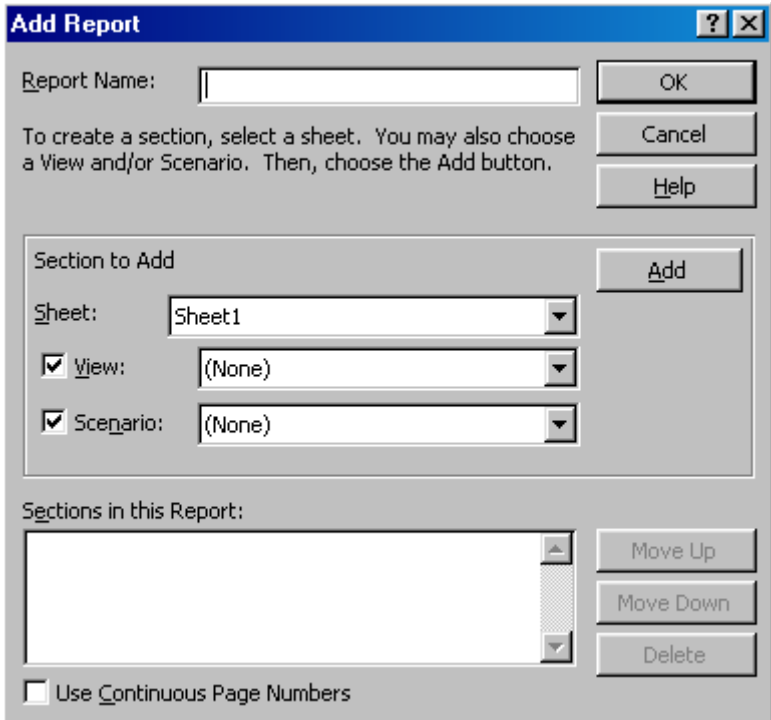 Add Report
Report Name:
OK
To create a section, select a sheet.  You may also choose
a View and/or Scenario.  Then, choose the Add button.
Cancel
Help
Section to Add
Add
Sheet:
Sheet1
View:
(None)
Scenario:
(None)
Sections in this Report:
Move Up
Move Down
Delete
Use Continuous Page Numbers